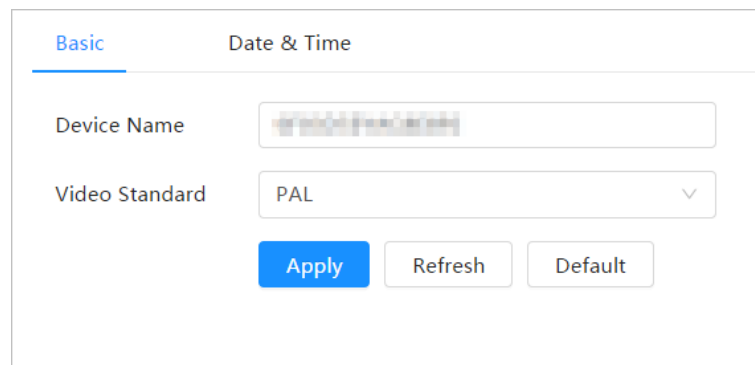 Basic Date & Time
Device Name
Video Standard PAL
Apply Refresh Default